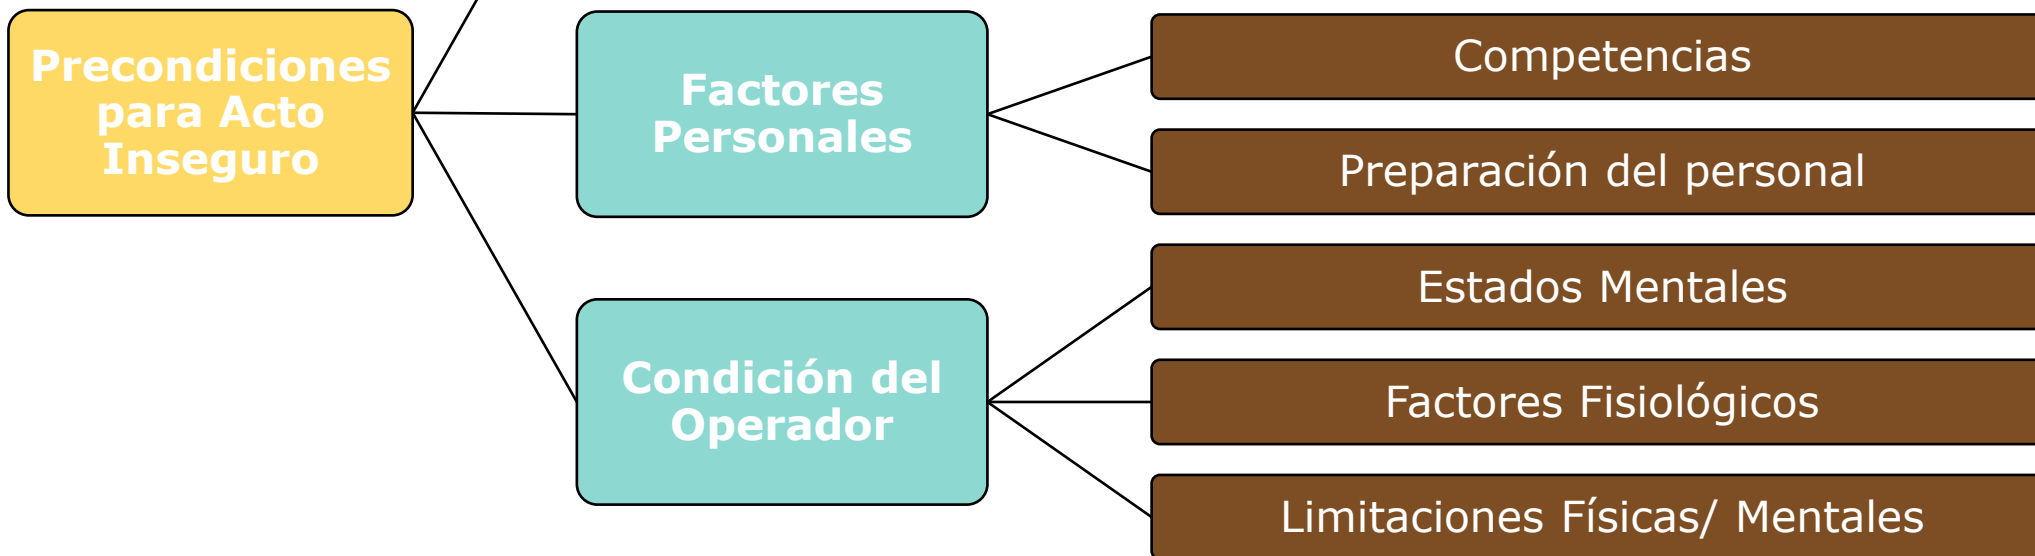 Precondiciones
para Acto
Inseguro
Factores
Personales
Competencias
Preparación del personal
Condición del
Operador
Estados Mentales
Factores Fisiológicos
Limitaciones Físicas/ Mentales